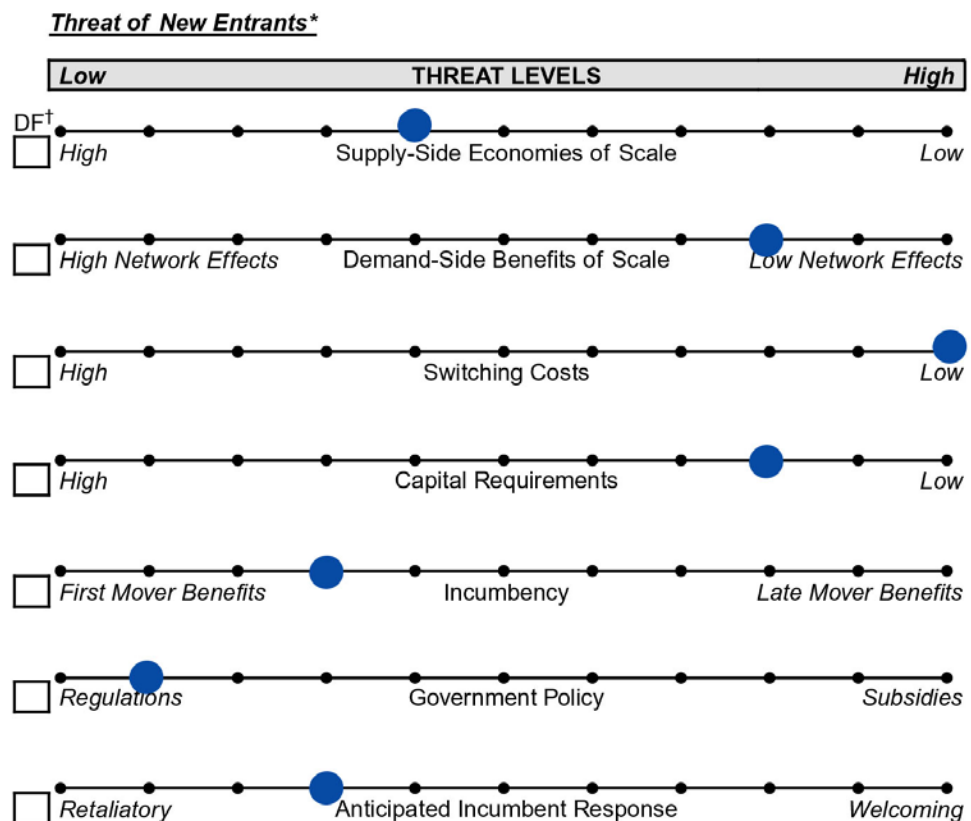 Threat of New Entrants*
Low THREAT LEVELS High
DF†
High Supply-Side Economies of Scale Low
High Network Effects Demand-Side Benefits of Scale Low Network Effects
High Switching Costs Low
High Capital Requirements Low
First Mover Benefits Incumbency Late Mover Benefits
Regulations Government Policy Subsidies
Retaliatory Anticipated Incumbent Response Welcoming